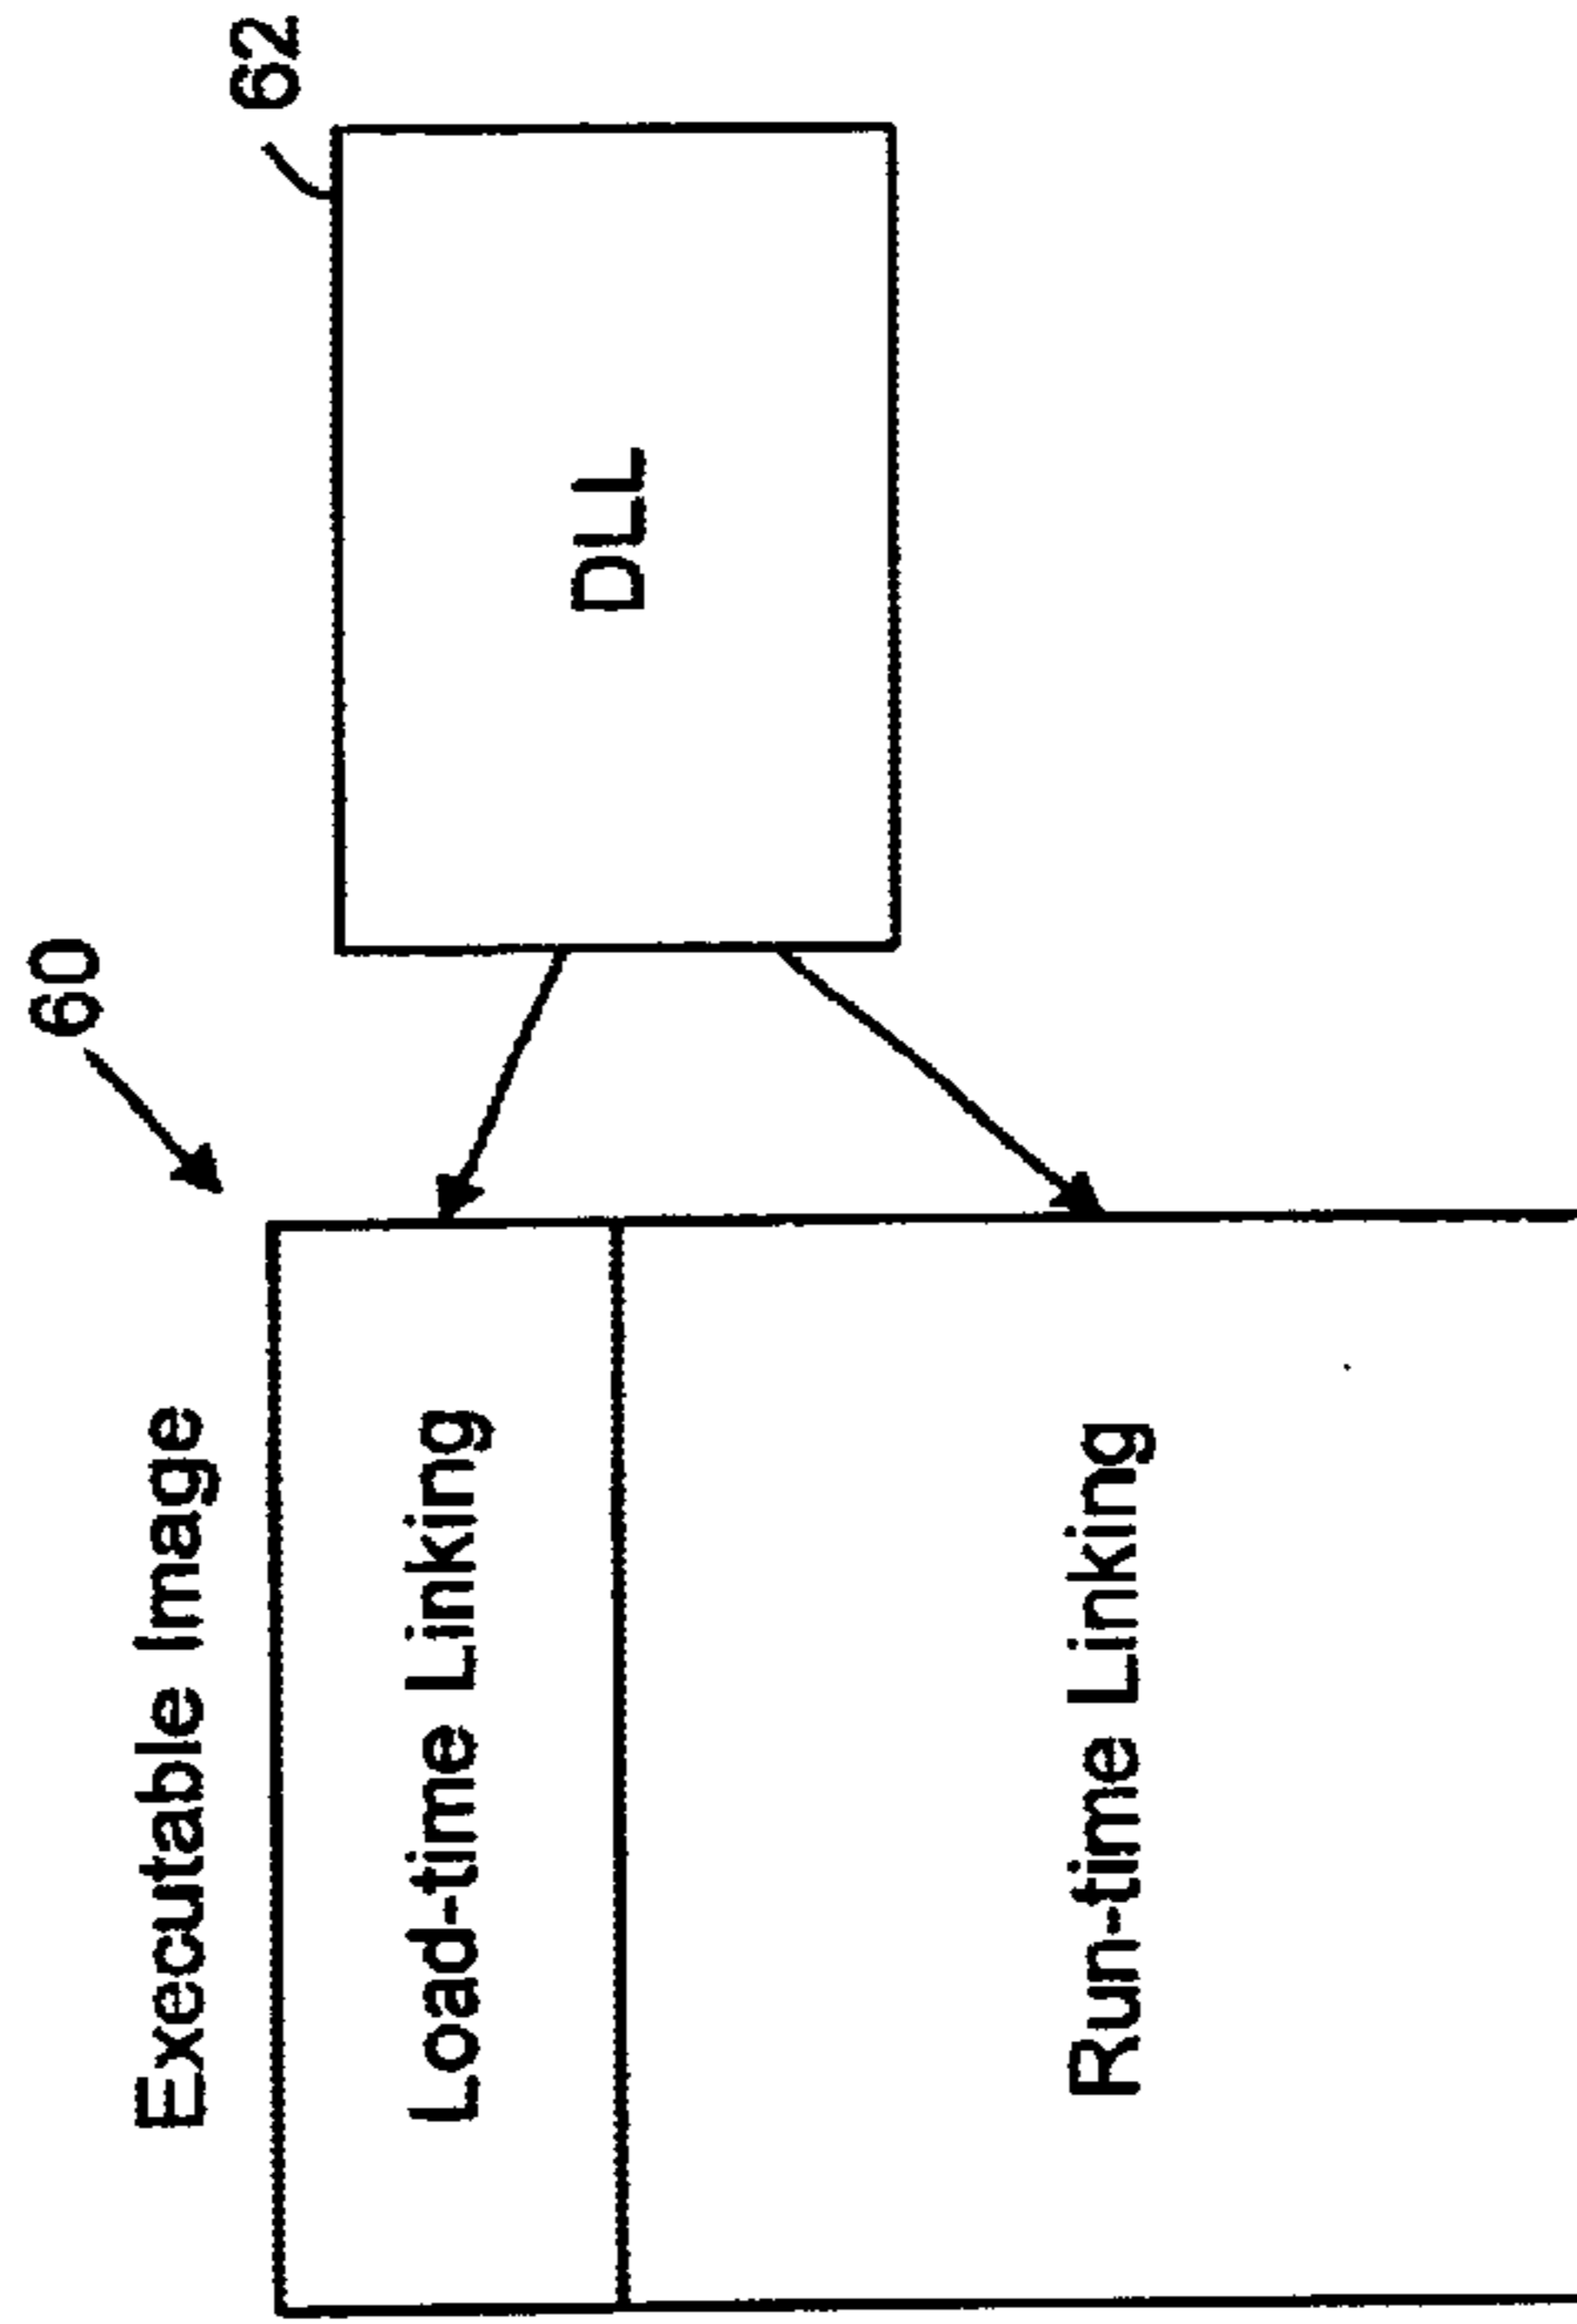 60
Executable Image
62
Load-time Linking
DLL
Run-time Linking